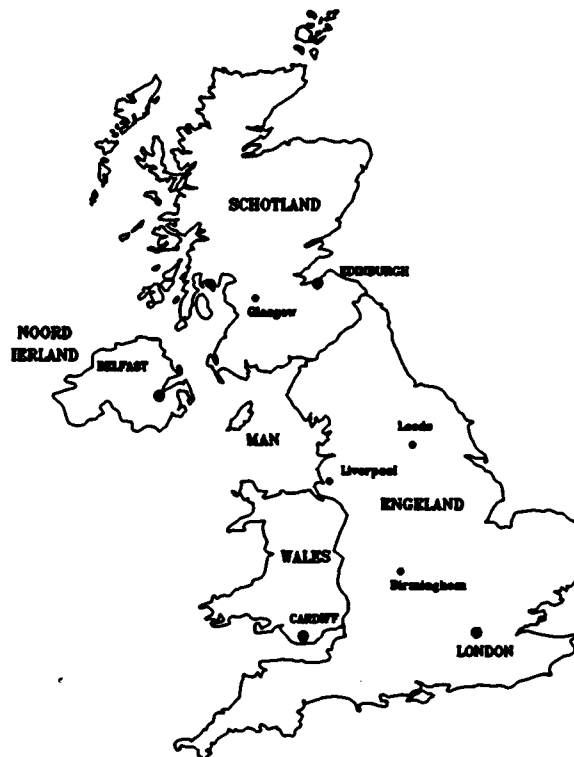 SCHOTLAND
EDINBURGH
Glasgow
NOORD
IERLAND
BELFAST
MAN
Leeds
Liverpool
ENGELAND
WALES
Birmingham
CARDIFF
LONDON